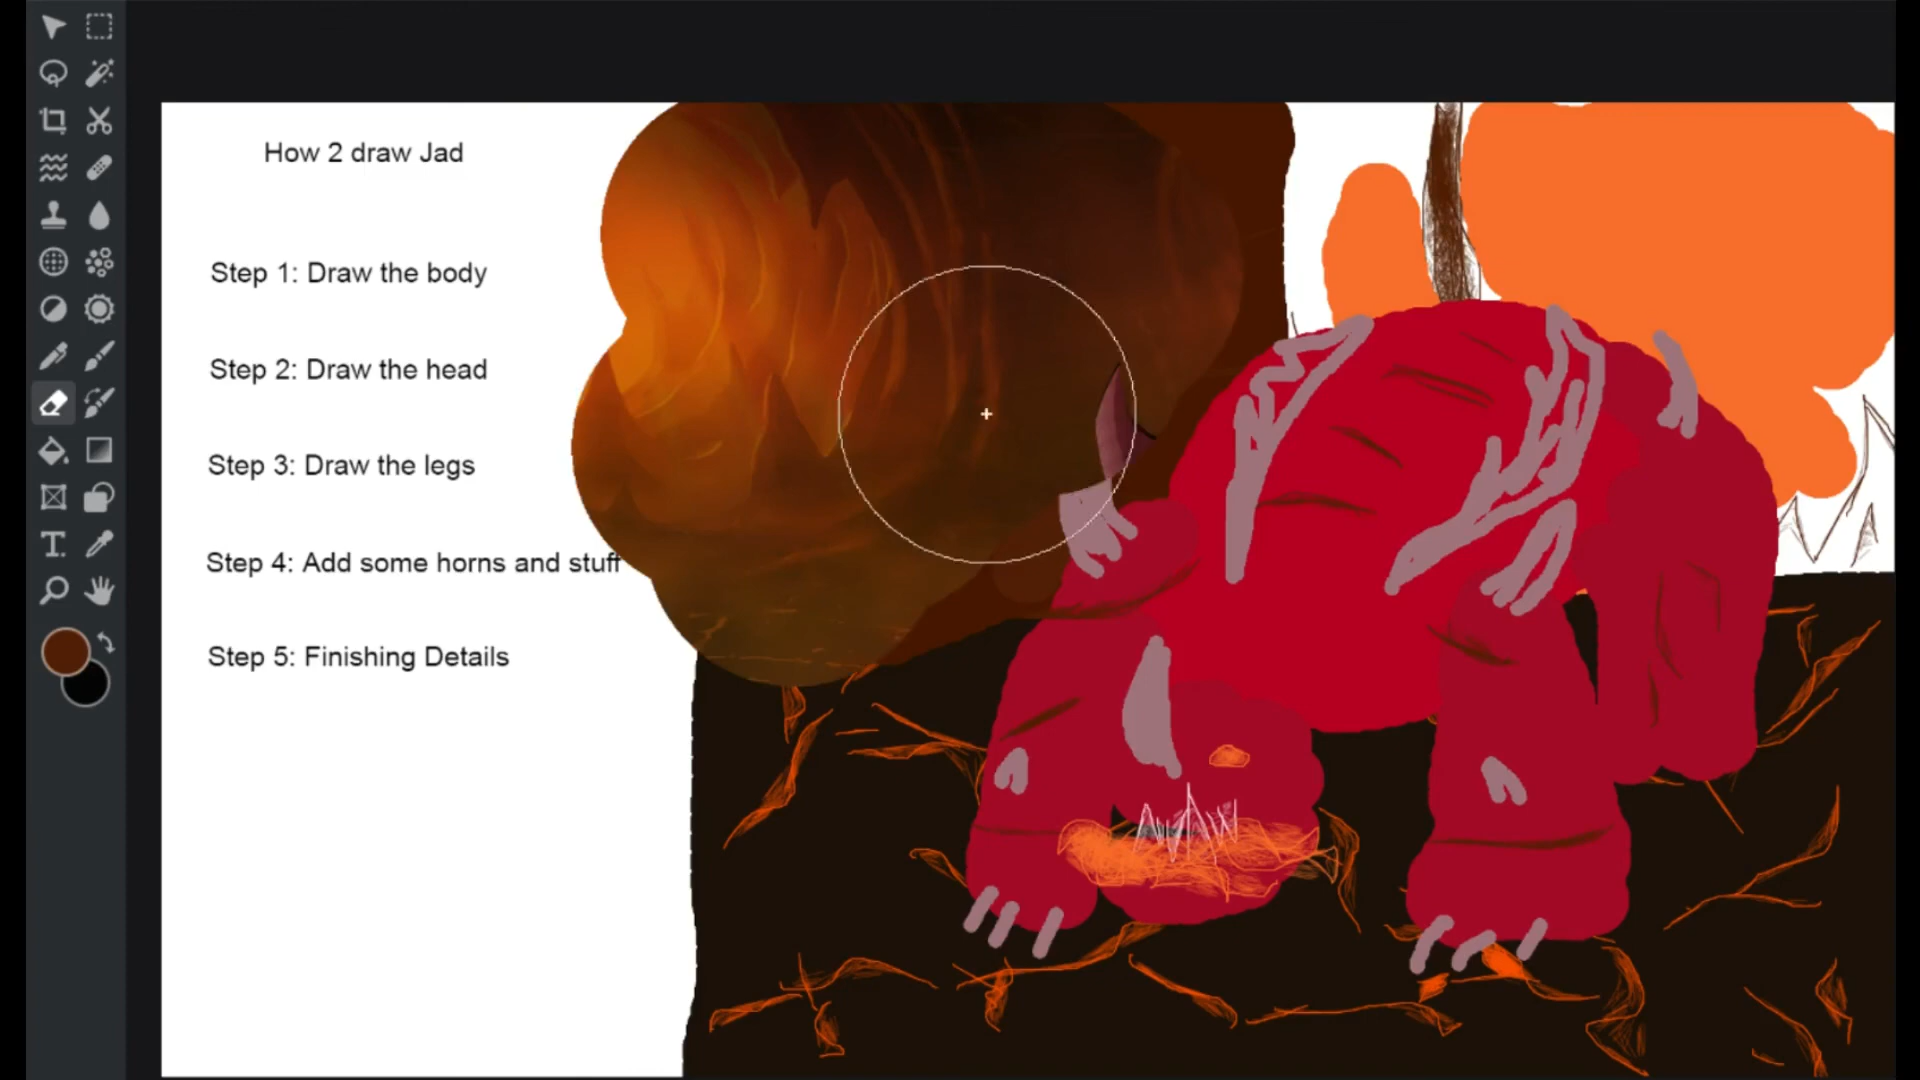 How 2 draw Jad
Step 1: Draw the body
Step 2: Draw the head
Step 3: Draw the legs
Step 4: Add some horns and stuff
Step 5: Finishing Details